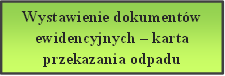 Wystawienie dokumentów
ewidencyjnych – karta
przekazania odpadu